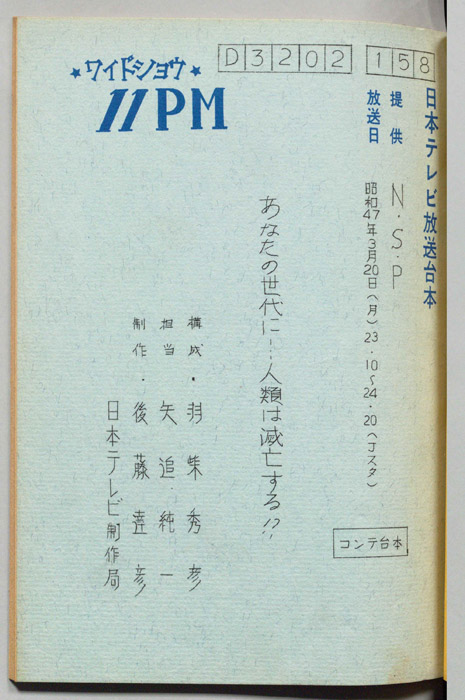 D3202 158
★ワイドショウ★
11PM
日本テレビ放送台本
提供 N・S・P
放送日 昭和47年3月20日(月)23・10〜24・20(Jスタ)
あなたの世代に…人類は滅亡する!?
コンテ台本
構成・羽柴秀彦
担当 矢追純一
制作・後藤達彦
日本テレビ制作局